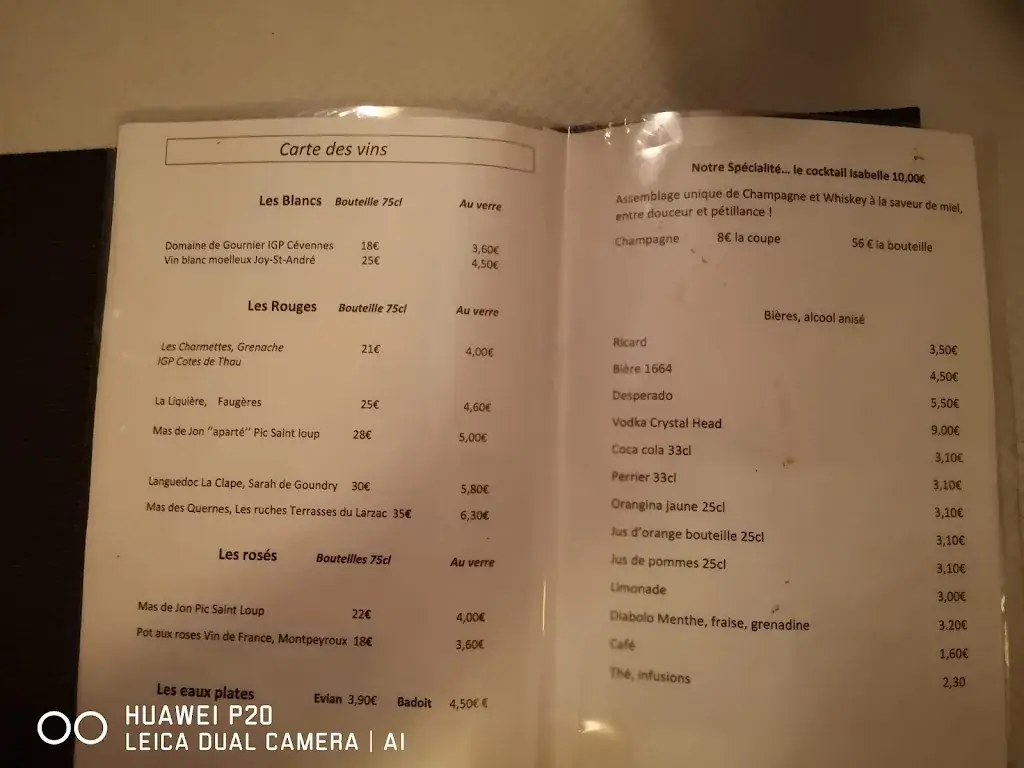 Carte des vins
Les Blancs Bouteille 75cl Au verre
Domaine de Gournier IGP Cévennes 18€ 3,60€
Vin blanc moelleux Joy-St-André 25€ 4,50€
Les Rouges Bouteille 75cl Au verre
Les Charmettes, Grenache 21€ 4,00€
IGP Cotes de Thau
La Liquière, Faugères 25€ 4,60€
Mas de Jon "aparté" Pic Saint loup 28€ 5,00€
Languedoc La Clape, Sarah de Goundry 30€ 5,80€
Mas des Quernes, Les ruches Terrasses du Larzac 35€ 6,30€
Les rosés Bouteilles 75cl Au verre
Mas de Jon Pic Saint Loup 22€ 4,00€
Pot aux roses Vin de France, Montpeyroux 18€ 3,60€
Les eaux plates Evian 3,90€ Badoit 4,50€ €
Notre Spécialité... le cocktail Isabelle 10,00€
Assemblage unique de Champagne et Whiskey à la saveur de miel,
entre douceur et pétillance !
Champagne 8€ la coupe 56 € la bouteille
Bières, alcool anisé
Ricard 3,50€
Bière 1664 4,50€
Desperado 5,50€
Vodka Crystal Head 9,00€
Coca cola 33cl 3,10€
Perrier 33cl 3,10€
Orangina jaune 25cl 3,10€
Jus d'orange bouteille 25cl 3,10€
Jus de pommes 25cl 3,10€
Limonade 3,00€
Diabolo Menthe, fraise, grenadine 3.20€
Café 1,60€
Thé, infusions 2,30
HUAWEI P20
LEICA DUAL CAMERA | AI